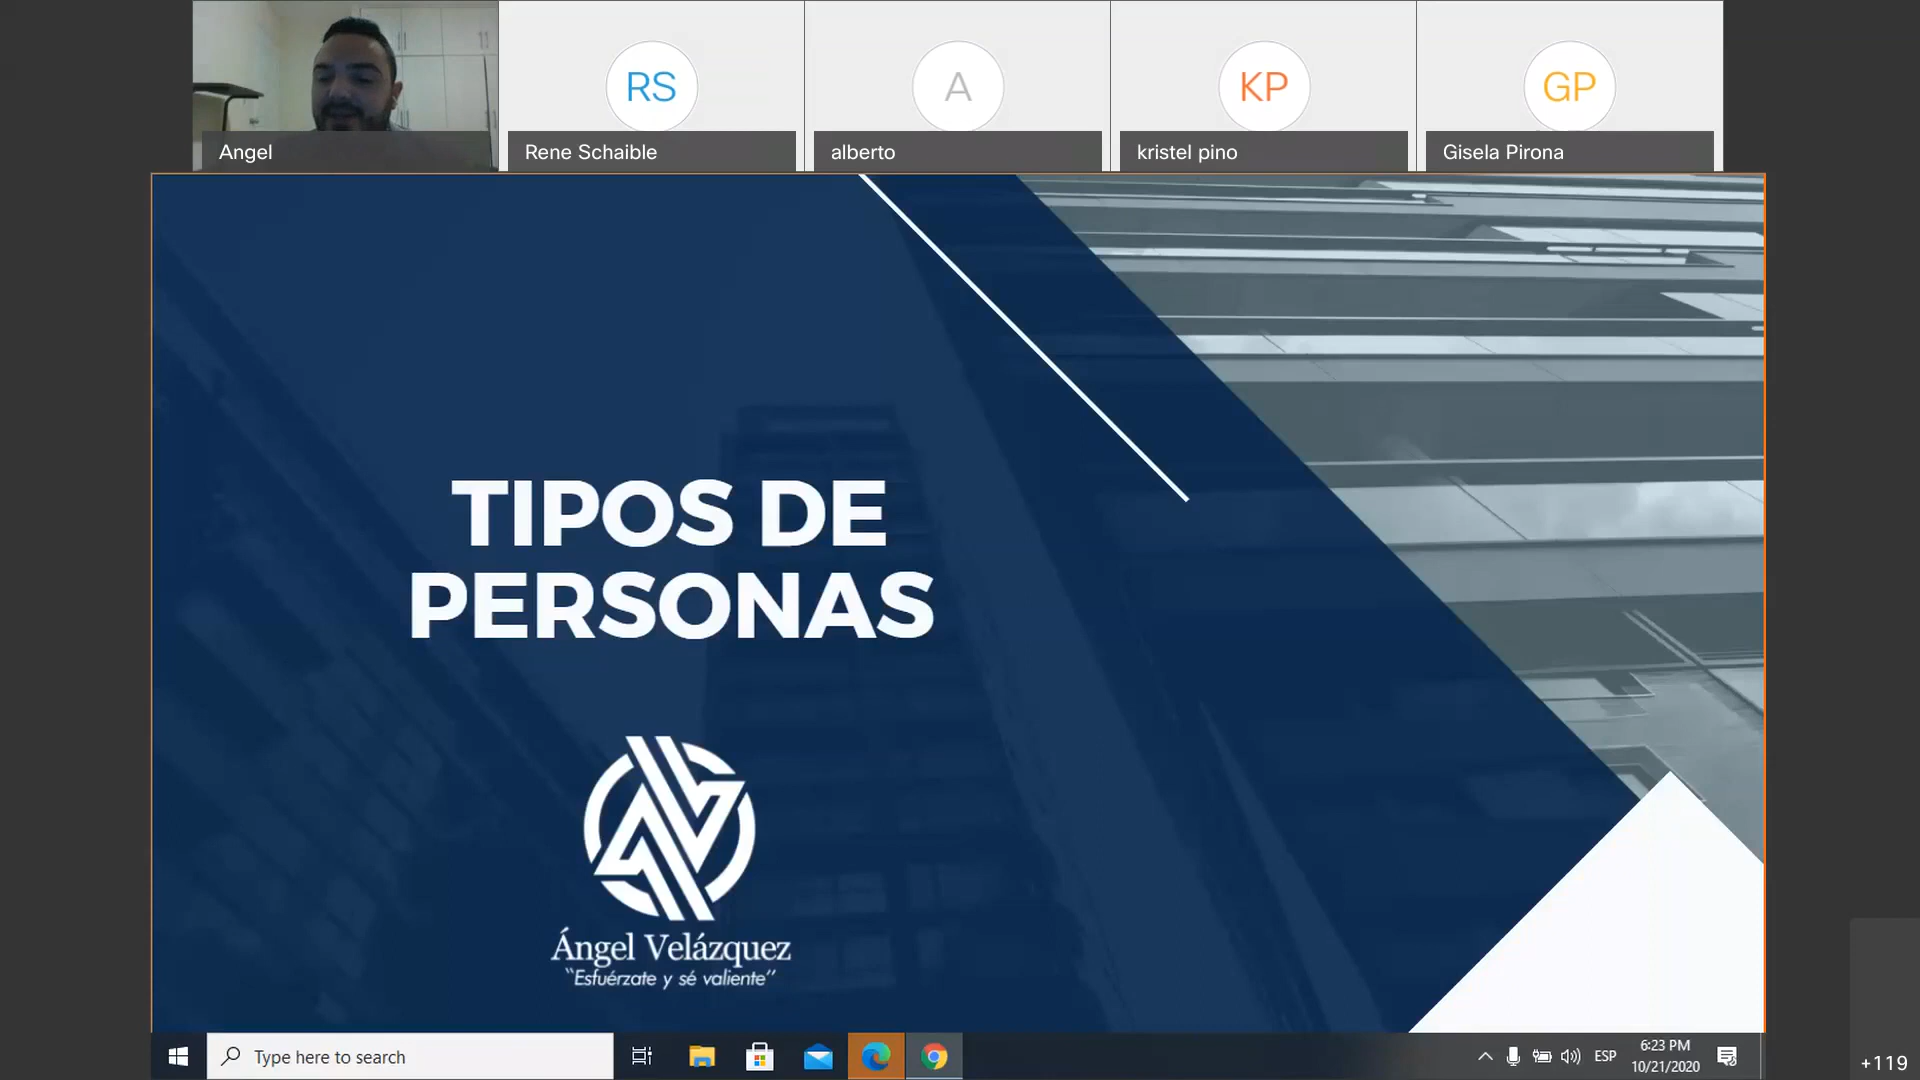 RS
A
KP
GP
Angel
Rene Schaible
alberto
kristel pino
Gisela Pirona
TIPOS DE
PERSONAS
Ángel Velázquez
“Esfuérzate y sé valiente”
Type here to search
ESP
6:23 PM
10/21/2020
+119